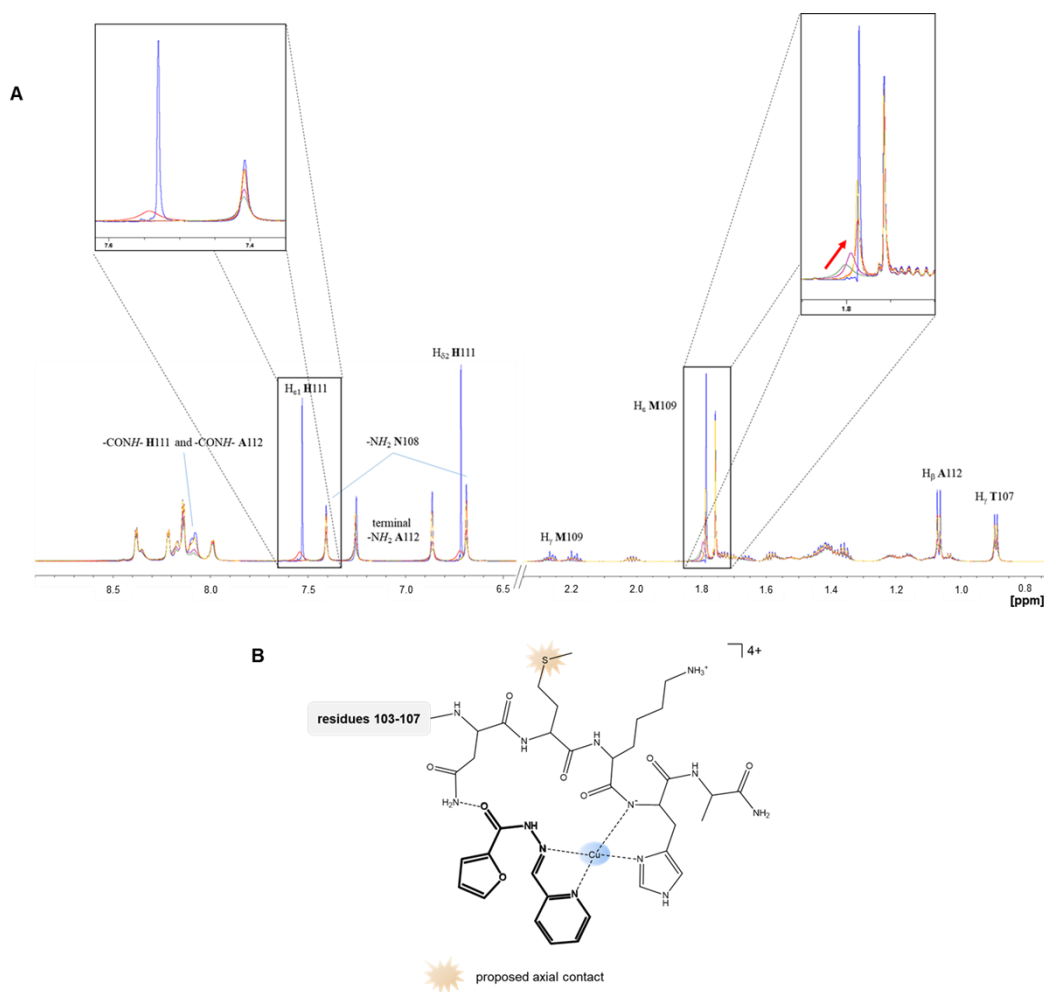 A
7.6
7.4
1.8
Hδ2 H111
Hε1 H111
Hε M109
-CONH- H111 and -CONH- A112
-NH2 N108
Hβ A112
terminal
-NH2 A112
Hγ M109
Hγ T107
8.5 8.0 7.5 7.0 6.5 2.2 2.0 1.8 1.6 1.4 1.2 1.0 0.8
[ppm]
B
4+
S
NH3+
residues 103-107
H
N
O
N
H
O
H
N
O
H
N
O
O
O
O
NH2
H2N
O
NH
N
N-
Cu
N
O
N
N
H
proposed axial contact